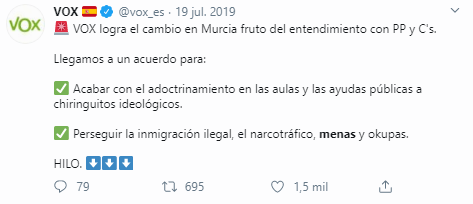 VOX
VOX 🇪🇸 @vox_es · 19 jul. 2019
🚨 VOX logra el cambio en Murcia fruto del entendimiento con PP y C's.
Llegamos a un acuerdo para:
✅ Acabar con el adoctrinamiento en las aulas y las ayudas públicas a
chiringuitos ideológicos.
✅ Perseguir la inmigración ilegal, el narcotráfico, menas y okupas.
HILO. ⬇️⬇️⬇️
79 695 1,5 mil